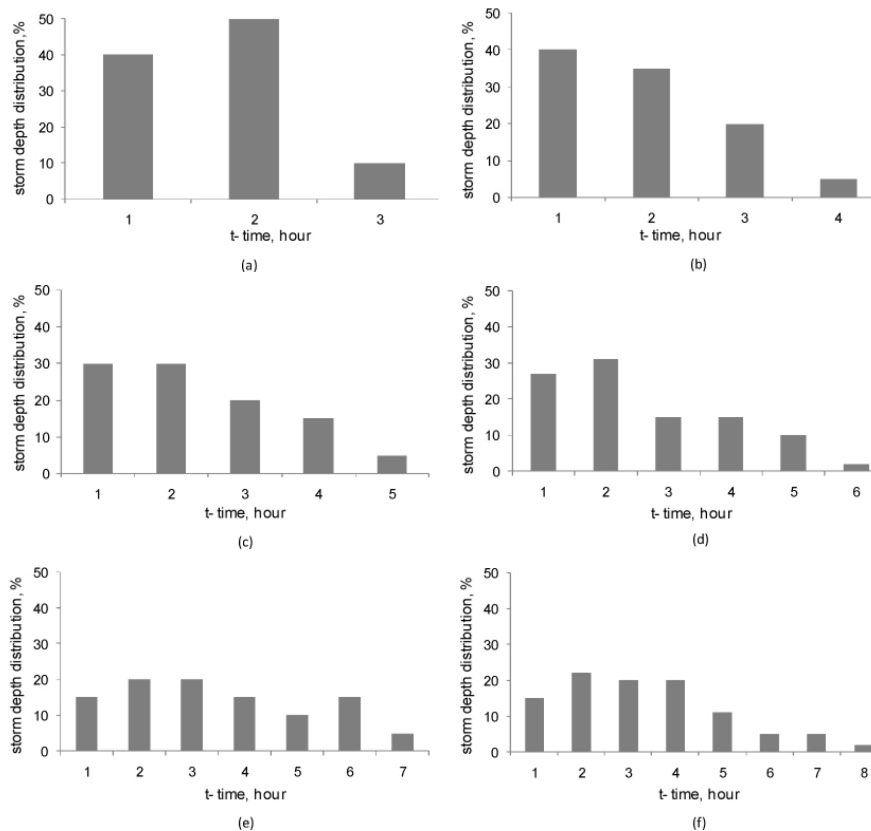 storm depth distribution,%
50
40
30
20
10
0
1 2 3
t- time, hour
(a)
storm depth distribution, %
50
40
30
20
10
0
1 2 3 4
t- time, hour
(b)
storm depth distribution, %
50
40
30
20
10
0
1 2 3 4 5
t- time, hour
(c)
storm depth distribution, %
50
40
30
20
10
0
1 2 3 4 5 6
t- time, hour
(d)
storm depth distribution, %
50
40
30
20
10
0
1 2 3 4 5 6 7
t- time, hour
(e)
storm depth distribution, %
50
40
30
20
10
0
1 2 3 4 5 6 7 8
t- time, hour
(f)